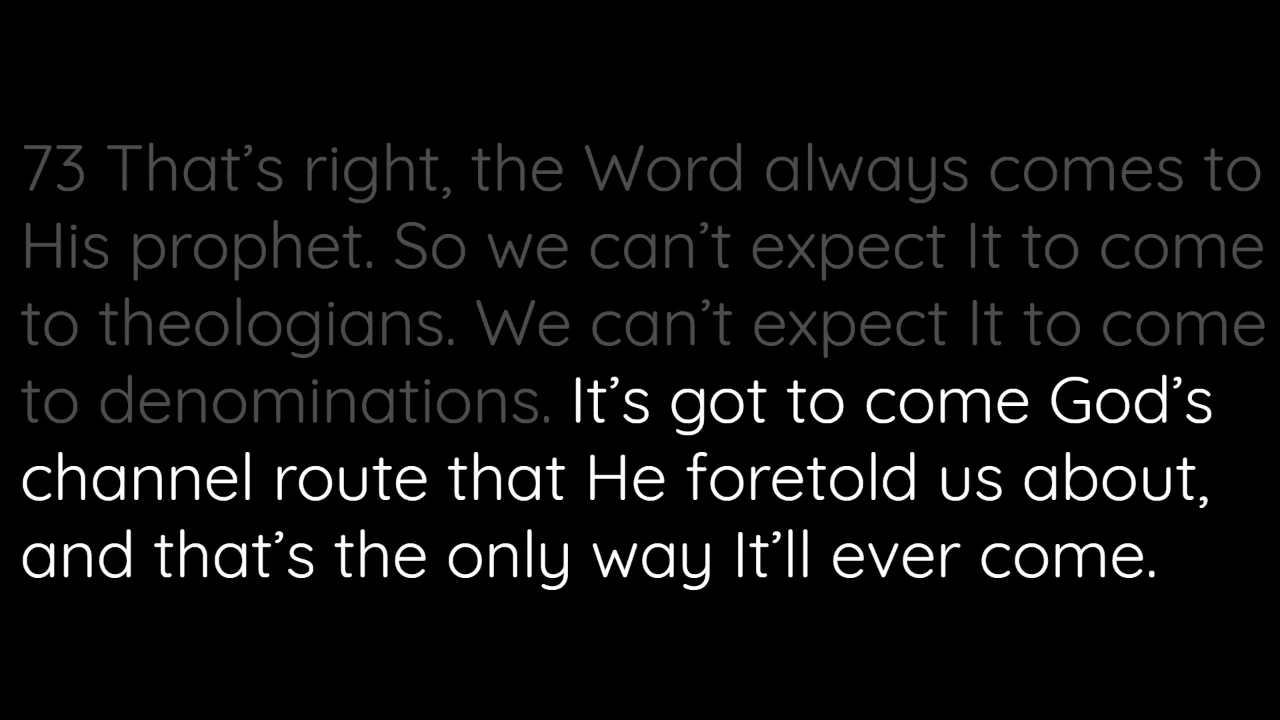 73 That’s right, the Word always comes to
His prophet. So we can’t expect It to come
to theologians. We can’t expect It to come
to denominations. It’s got to come God’s
channel route that He foretold us about,
and that’s the only way It’ll ever come.